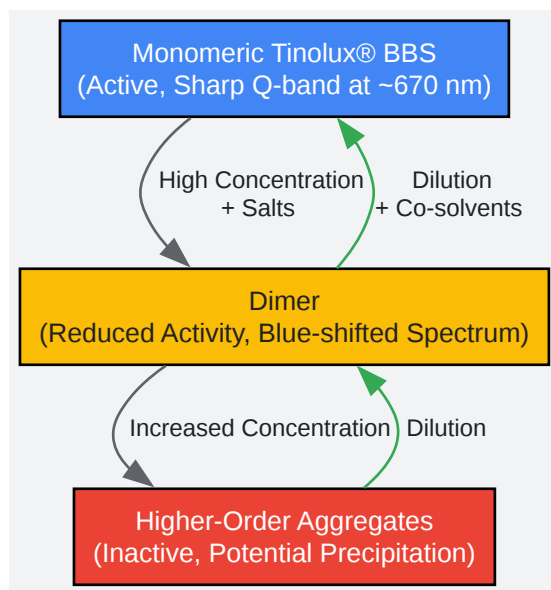 Monomeric Tinolux® BBS
(Active, Sharp Q-band at ~670 nm)
High Concentration
+ Salts
Dilution
+ Co-solvents
Dimer
(Reduced Activity, Blue-shifted Spectrum)
Increased Concentration
Dilution
Higher-Order Aggregates
(Inactive, Potential Precipitation)